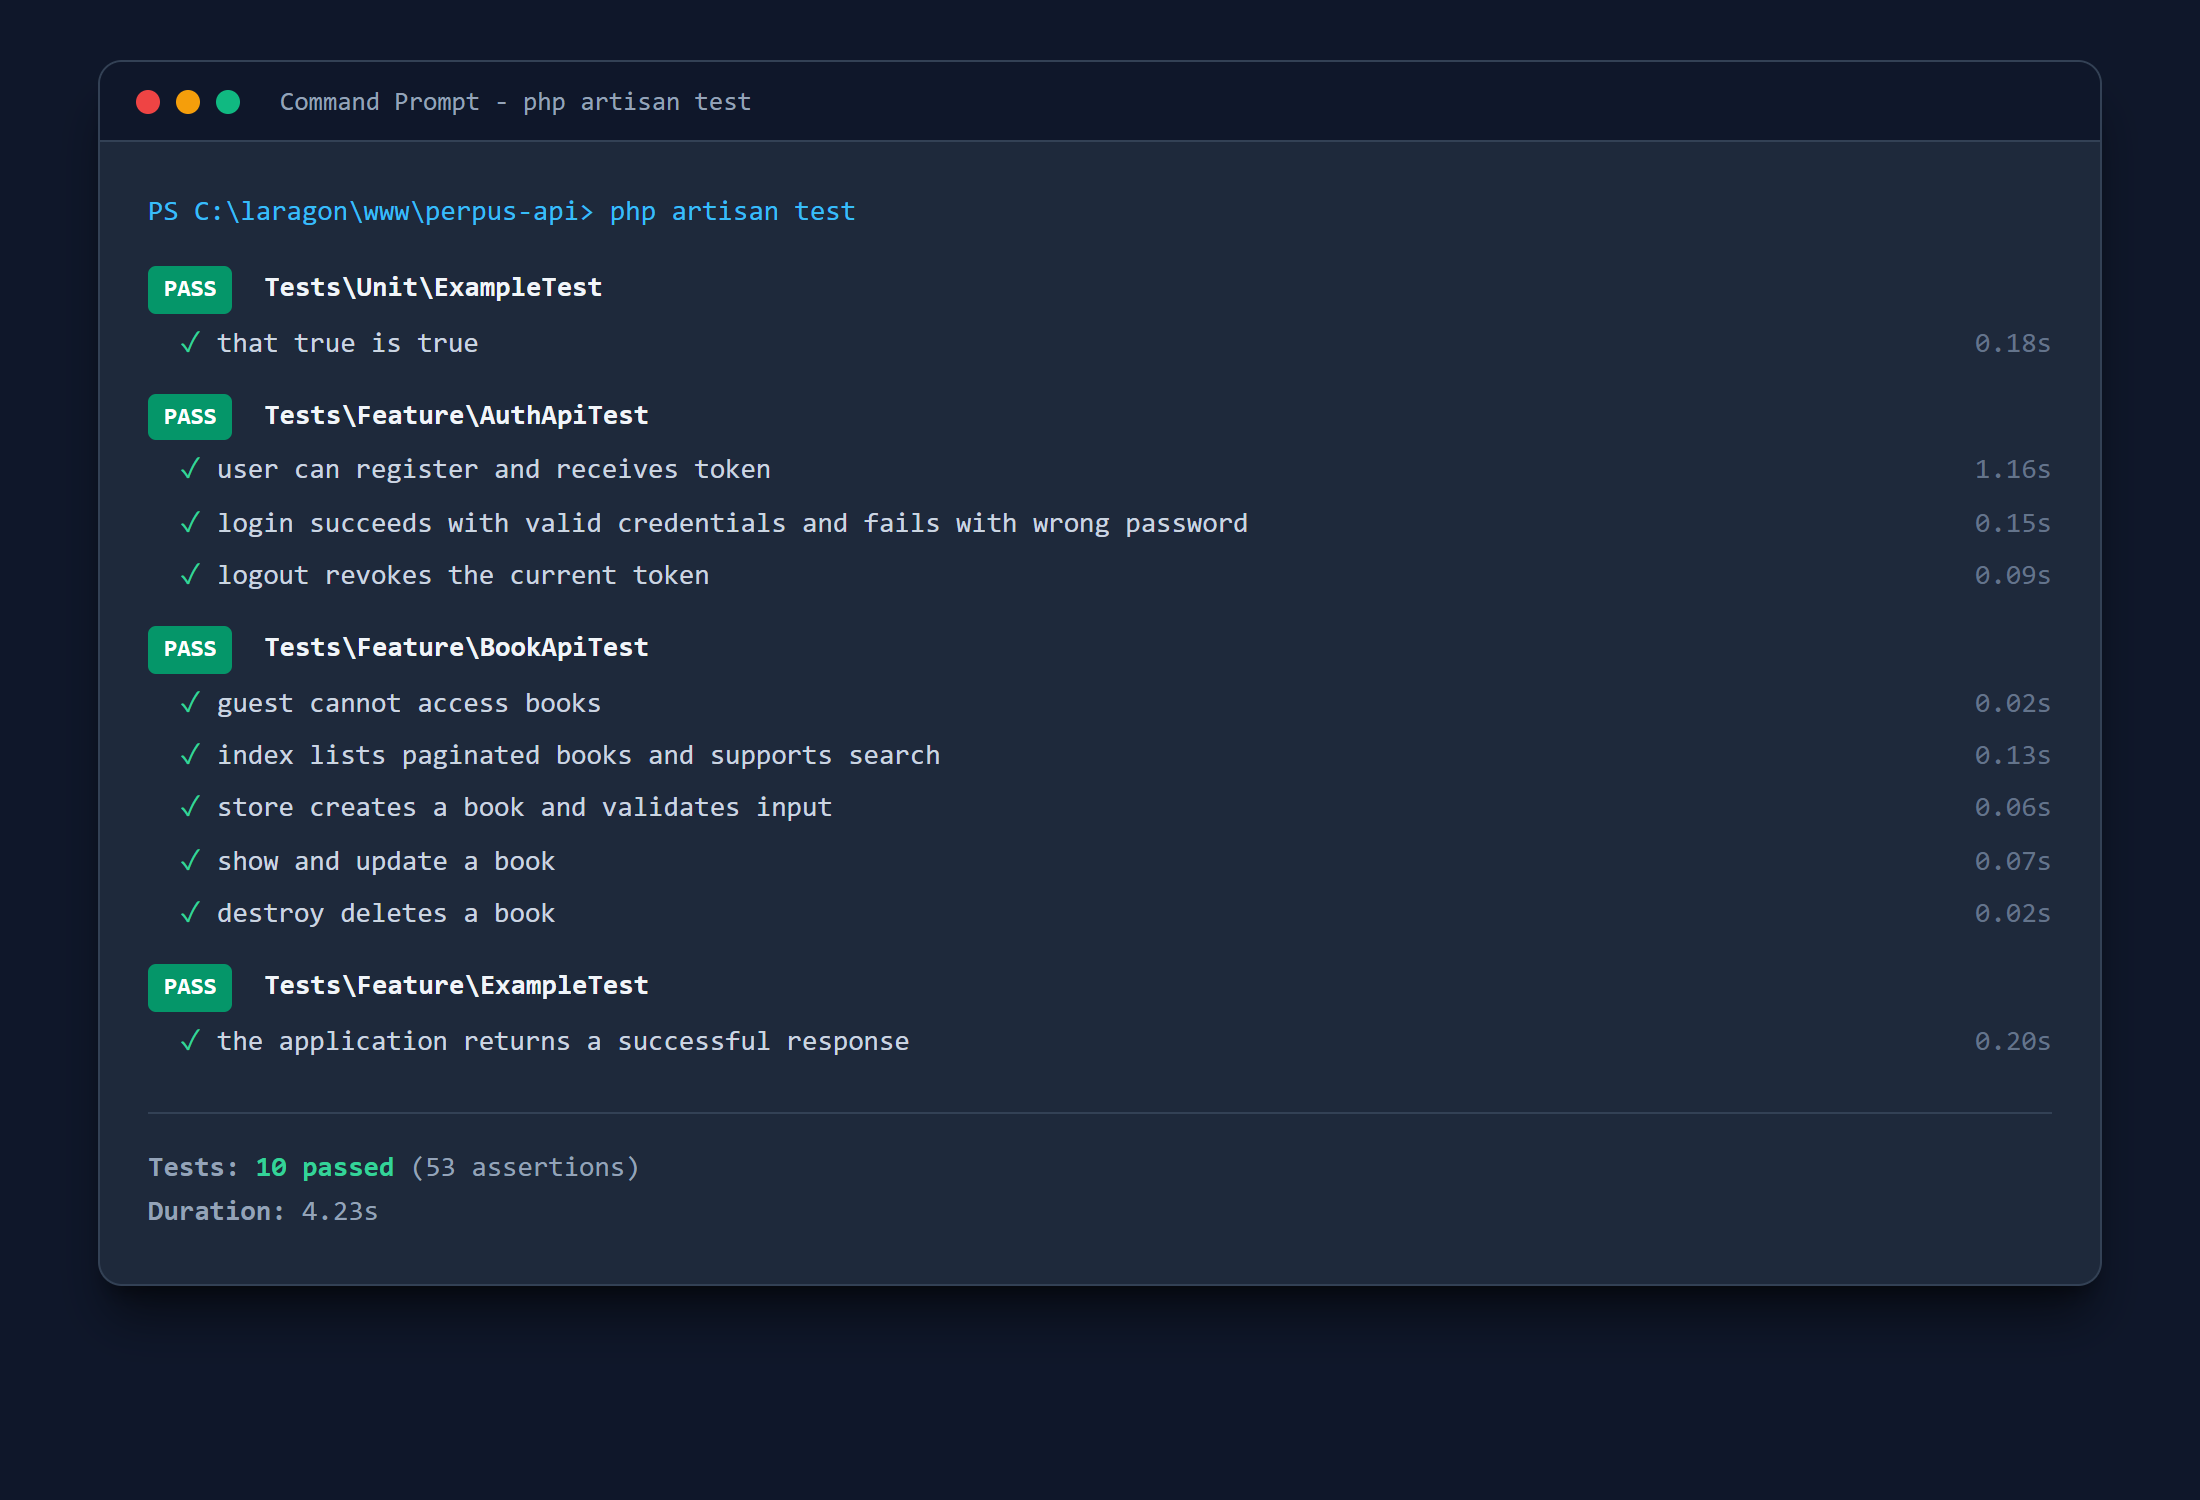 Command Prompt - php artisan test
PS C:\laragon\www\perpus-api> php artisan test
PASS Tests\Unit\ExampleTest
✓ that true is true 0.18s
PASS Tests\Feature\AuthApiTest
✓ user can register and receives token 1.16s
✓ login succeeds with valid credentials and fails with wrong password 0.15s
✓ logout revokes the current token 0.09s
PASS Tests\Feature\BookApiTest
✓ guest cannot access books 0.02s
✓ index lists paginated books and supports search 0.13s
✓ store creates a book and validates input 0.06s
✓ show and update a book 0.07s
✓ destroy deletes a book 0.02s
PASS Tests\Feature\ExampleTest
✓ the application returns a successful response 0.20s
Tests: 10 passed (53 assertions)
Duration: 4.23s